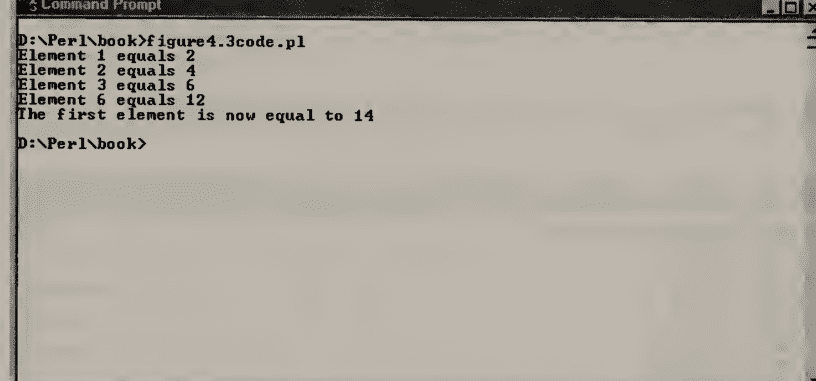 Command Prompt
D:\Perl\book>figure4.3code.pl
Element 1 equals 2
Element 2 equals 4
Element 3 equals 6
Element 6 equals 12
The first element is now equal to 14
D:\Perl\book>